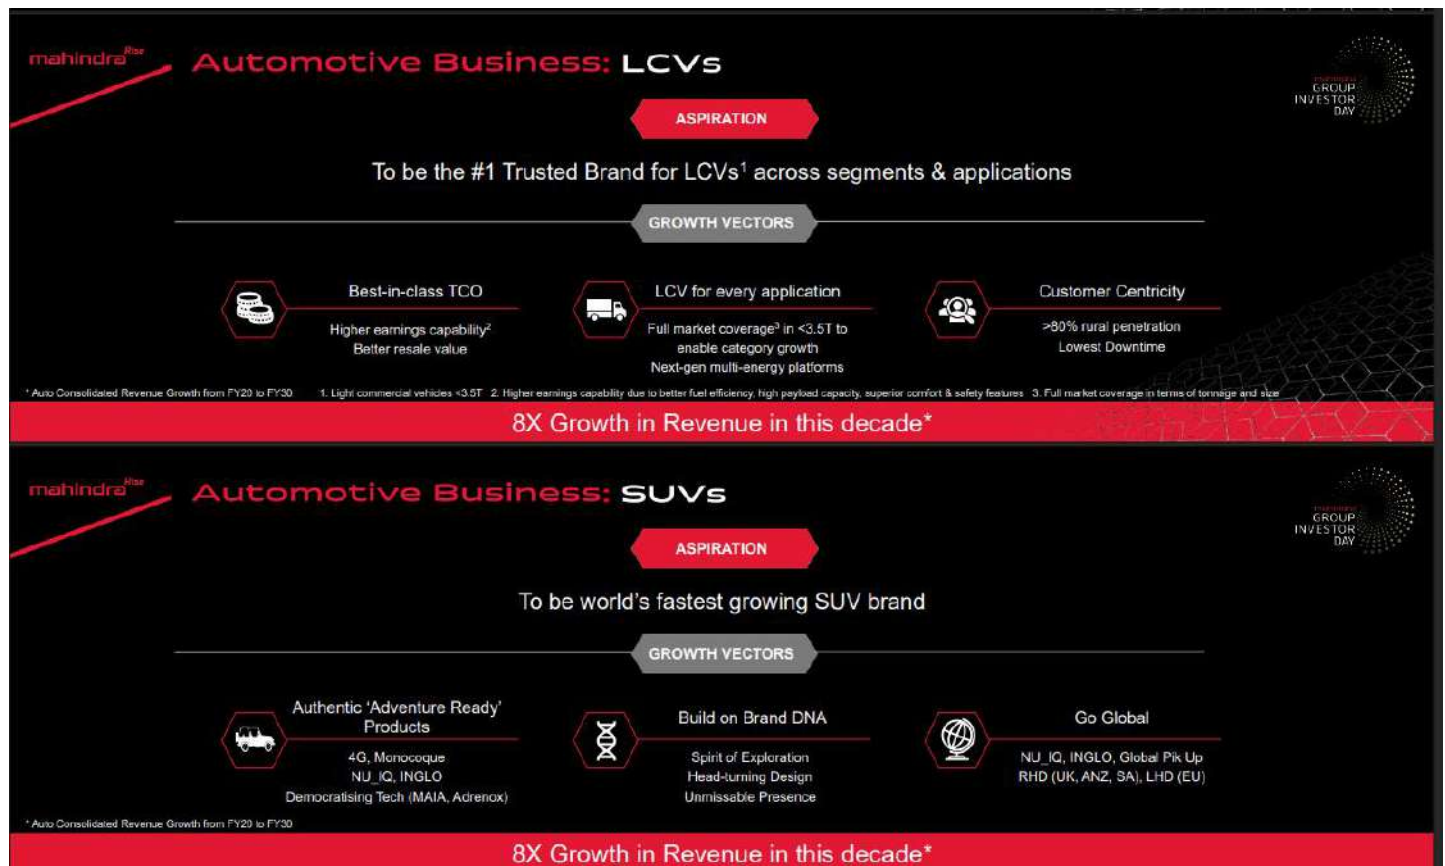 mahindra Rise
Automotive Business: LCVs
GROUP
INVESTOR
DAY
ASPIRATION
To be the #1 Trusted Brand for LCVs¹ across segments & applications
GROWTH VECTORS
Best-in-class TCO
Higher earnings capability²
Better resale value
LCV for every application
Full market coverage³ in <3.5T to
enable category growth
Next-gen multi-energy platforms
Customer Centricity
>80% rural penetration
Lowest Downtime
* Auto Consolidated Revenue Growth from FY20 to FY30 1. Light commercial vehicles <3.5T 2. Higher earnings capability due to better fuel efficiency, high payload capacity, superior comfort & safety features 3. Full market coverage in terms of tonnage and size
8X Growth in Revenue in this decade*
mahindra Rise
Automotive Business: SUVs
GROUP
INVESTOR
DAY
ASPIRATION
To be world's fastest growing SUV brand
GROWTH VECTORS
Authentic 'Adventure Ready'
Products
4G, Monocoque
NU_IQ, INGLO
Democratising Tech (MAIA, Adrenox)
Build on Brand DNA
Spirit of Exploration
Head-turning Design
Unmissable Presence
Go Global
NU_IQ, INGLO, Global Pik Up
RHD (UK, ANZ, SA), LHD (EU)
* Auto Consolidated Revenue Growth from FY20 to FY30
8X Growth in Revenue in this decade*